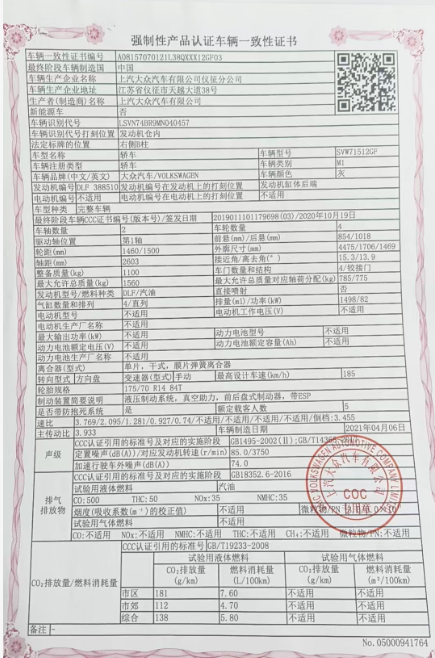 强制性产品认证车辆一致性证书
车辆一致性证书编号 A081570701211L38QXXX12GF03
最终阶段车辆制造国 中国
车辆生产企业名称 上汽大众汽车有限公司仪征分公司
车辆生产企业地址 江苏省仪征市天越大道38号
生产者(制造商)名称 上汽大众汽车有限公司
新能源车 否
车辆识别代号 LSVN748R9MN040457
车辆识别代号打刻位置 发动机仓内
法定标牌的位置 右侧B柱
车型名称 轿车 车辆型号 SVW71512GF
车辆注册类型 轿车 车辆类别 M1
车辆品牌(中文/英文) 大众汽车/VOLKSWAGEN 车辆颜色 灰
发动机编号 DLF 388510 发动机编号在发动机上的打刻位置 发动机缸体后端
电动机编号 不适用 电动机编号在电动机上的打刻位置 不适用
车型种类 完整车辆
最终阶段车辆CCC证书编号(版本号)/签发日期 2019011101179698(03)/2020年10月19日
车轴数量 2 车轮数量 4
驱动轴位置 第1轴 前悬(mm)/后悬(mm) 854/1018
轮距(mm) 1460/1500 外廓尺寸(mm) 4475/1706/1469
轴距(mm) 2603 接近角/离去角(°) 15.3/13.9
整备质量(kg) 1100 车门数量和结构 4/铰接门
最大允许总质量(kg) 1560 最大允许总质量对应轴荷分配(kg) 785/775
发动机型号/燃料种类 DLF/汽油 直接喷射 否
气缸数量和排列 4/直列 排量(ml)/功率(kW) 1498/82
电动机型号 不适用 电动机工作电压(V) 不适用
电动机生产厂名称 不适用
最大输出功率(kW) 不适用 动力电池型号 不适用
动力电池额定电压(V) 不适用 动力电池额定容量(Ah) 不适用
动力电池生产厂名称 不适用
离合器(型式) 单片,干式,膜片弹簧离合器
转向型式 方向盘 变速器(型式) 手动 最高设计车速(km/h) 185
轮胎规格 175/70 R14 84T
制动装置简要说明 液压制动系统,真空助力,前后盘式制动器,带ESP
是否带防抱死系统 是 额定载客人数 5
速比 3.769/2.095/1.281/0.927/0.74/不适用/不适用/不适用/不适用/倒档:3.455
主传动比 3.933 车辆制造日期 2021年04月06日
声级 CCC认证引用的标准号及对应的实施阶段 GB1495-2002(Ⅱ);GB/T14365
定置噪声(dB(A))/对应发动机转速(r/min) 85.0/3750
加速行驶车外噪声(dB(A)) 74.0
排气排放物 CCC认证引用的标准号及对应的实施阶段 GB18352.6-2016
试验用液体燃料 汽油
CO:500 THC:50 NOx:35 NMHC:35
烟度(吸收系数(m⁻¹)的校正值) 不适用
试验用气体燃料 不适用
CO:不适用 NOx:不适用 NMHC:不适用 THC:不适用 CH₄:不适用 微粒物/PN:不适用
CO₂排放量/燃料消耗量 CCC认证引用的标准号 GB/T19233-2008
试验用液体燃料 试验用气体燃料
CO₂排放量(g/km) 燃料消耗量(L/100km) CO₂排放量(g/km) 燃料消耗量(m³/100km)
市区 181 7.60 不适用 不适用
市郊 112 4.70 不适用 不适用
综合 138 5.80 不适用 不适用
备注 -
No.05000941764
COC